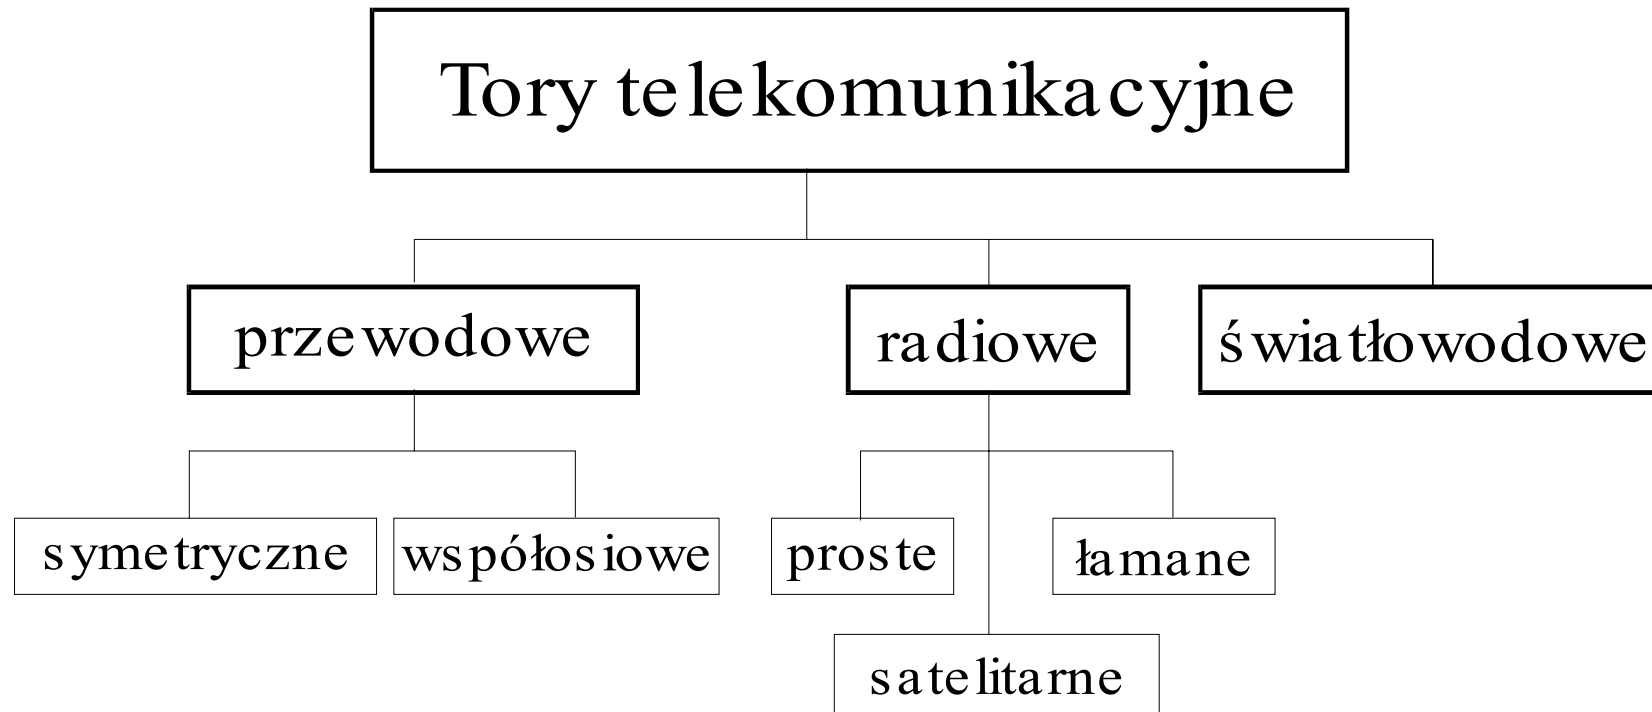 Tory telekomunikacyjne
przewodowe
radiowe
światłowodowe
symetryczne
współosiowe
proste
łamane
satelitarne